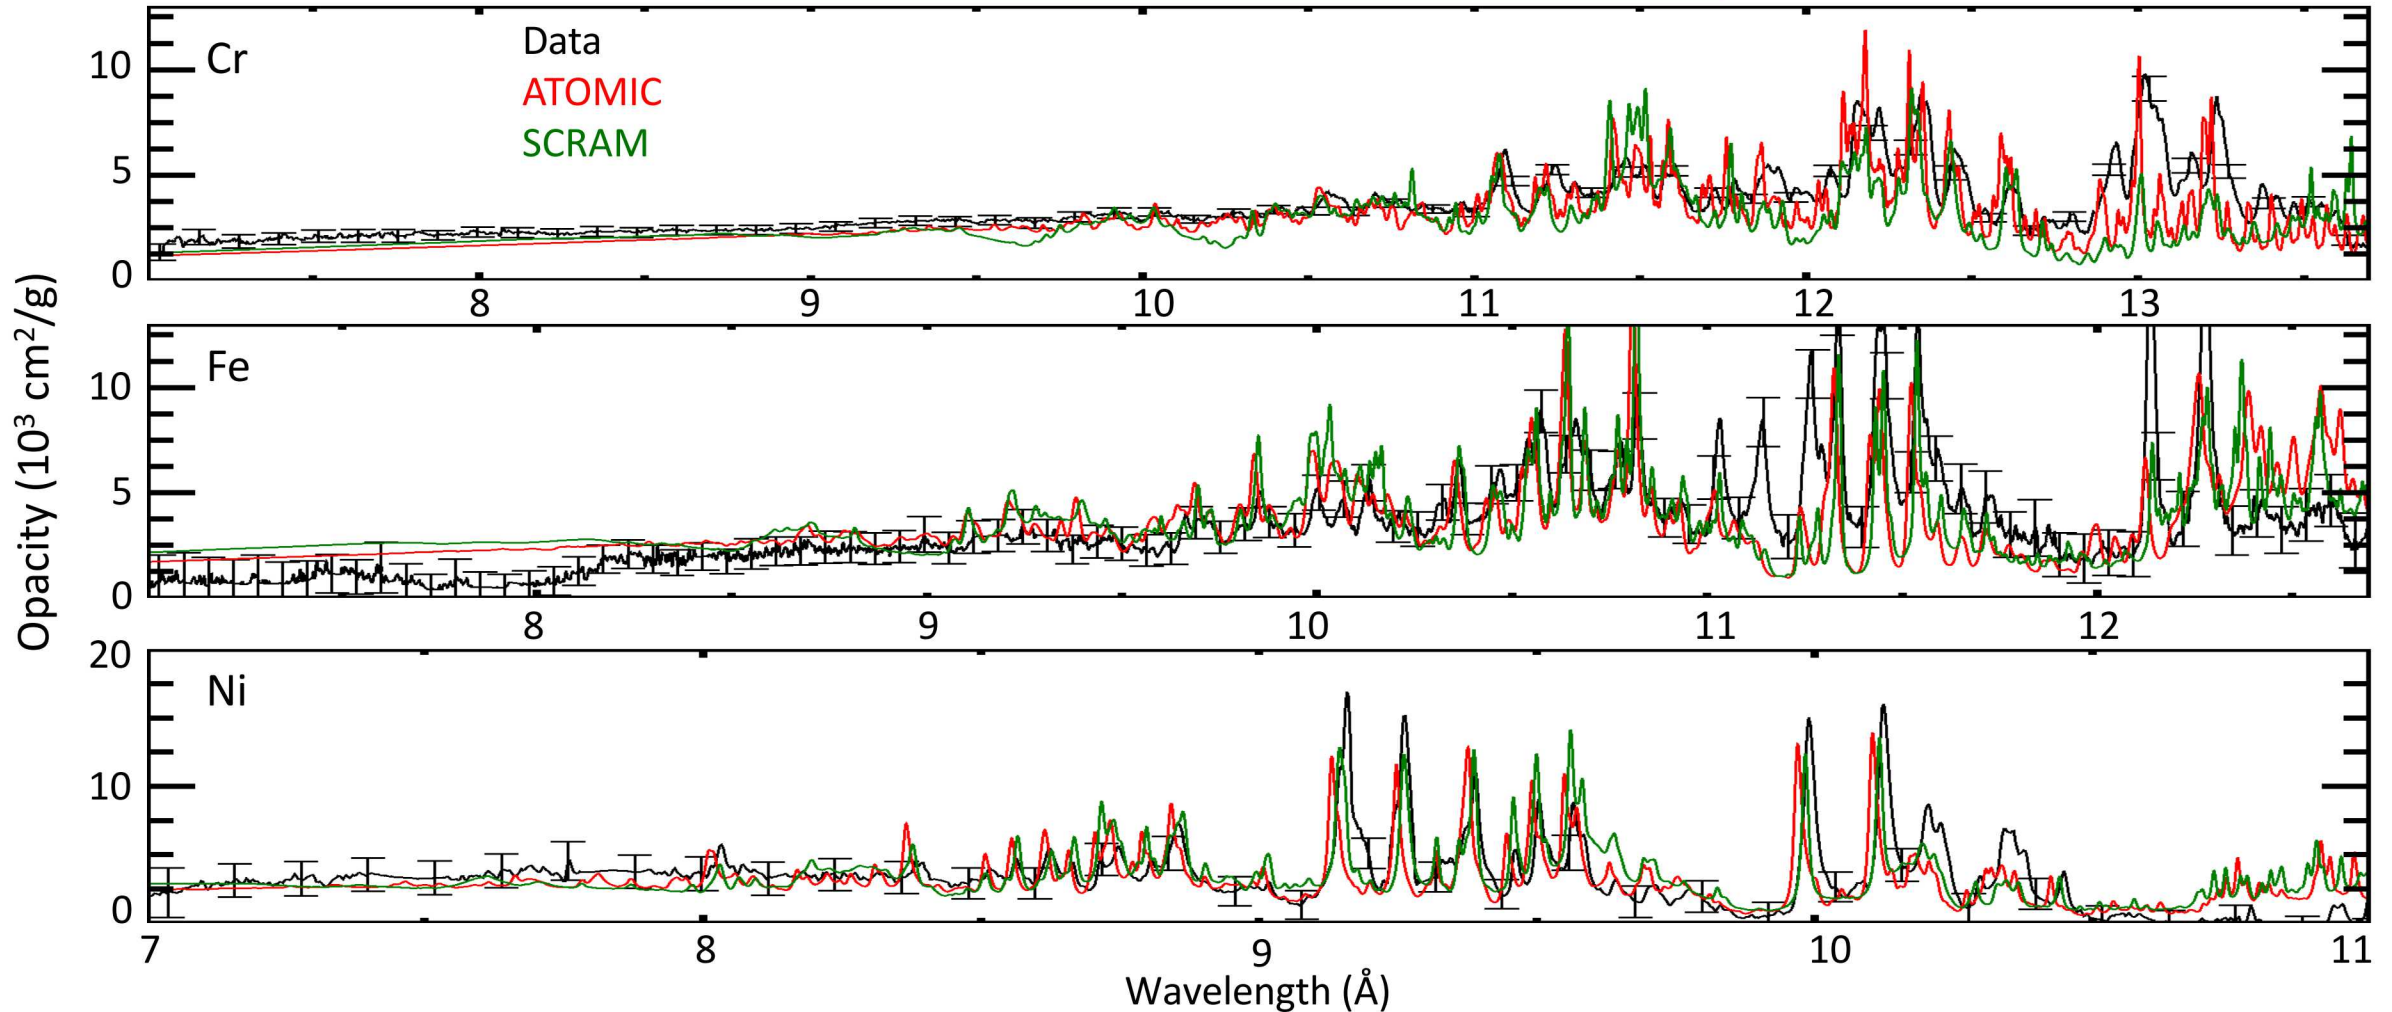 Opacity (10³ cm²/g)
Cr
Data
ATOMIC
SCRAM
10
5
0
8 9 10 11 12 13
Fe
10
5
0
8 9 10 11 12
Ni
20
10
0
7 8 9 10 11
Wavelength (Å)